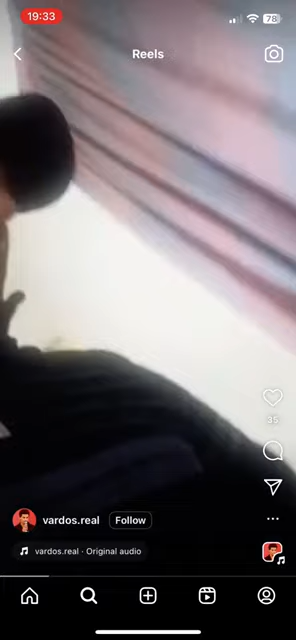 19:33
78
Reels
35
vardos.real Follow
vardos.real · Original audio